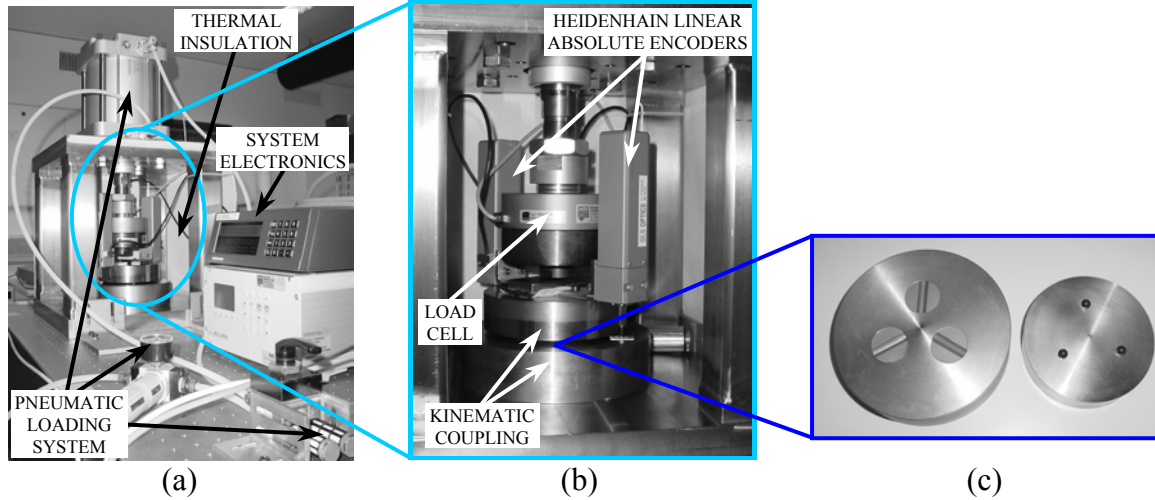 THERMAL
INSULATION
SYSTEM
ELECTRONICS
PNEUMATIC
LOADING
SYSTEM
HEIDENHAIN LINEAR
ABSOLUTE ENCODERS
LOAD
CELL
KINEMATIC
COUPLING
(a)
(b)
(c)